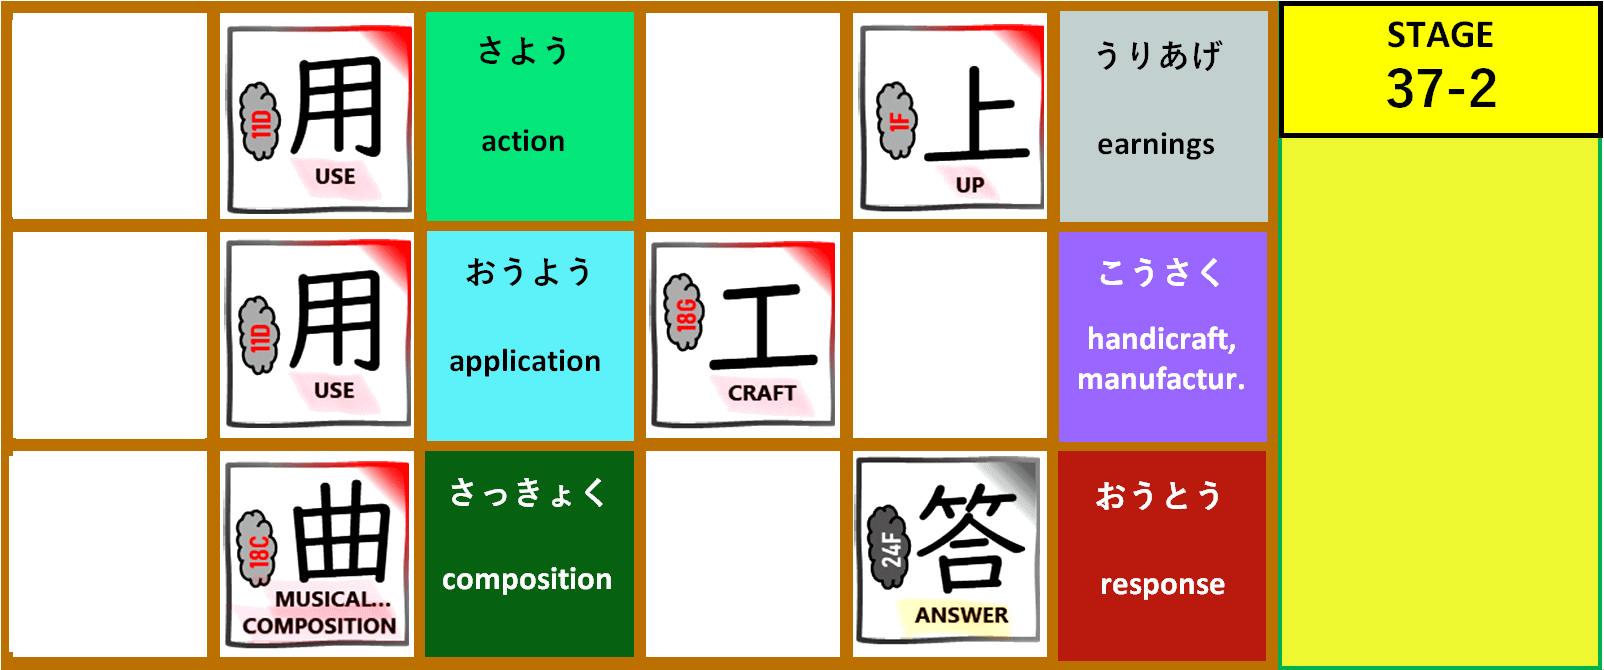 11D
用
USE
さよう
action
1F
上
UP
うりあげ
earnings
STAGE
37-2
11D
用
USE
おうよう
application
18G
工
CRAFT
こうさく
handicraft,
manufactur.
18C
曲
MUSICAL...
COMPOSITION
さっきょく
composition
24F
答
ANSWER
おうとう
response